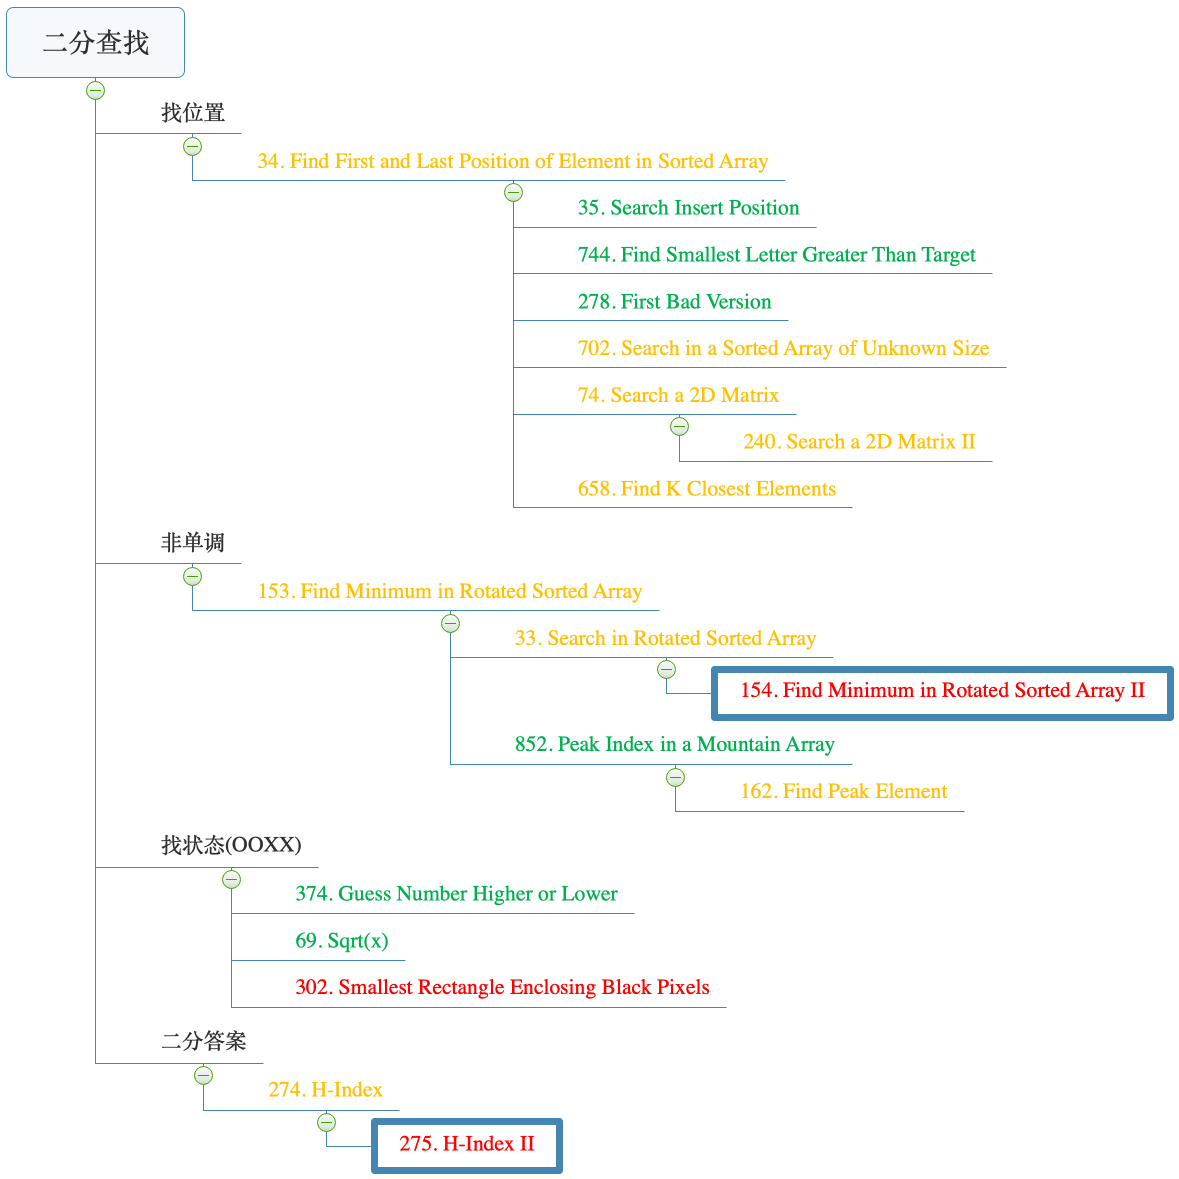 二分查找
找位置
34. Find First and Last Position of Element in Sorted Array
35. Search Insert Position
744. Find Smallest Letter Greater Than Target
278. First Bad Version
702. Search in a Sorted Array of Unknown Size
74. Search a 2D Matrix
240. Search a 2D Matrix II
658. Find K Closest Elements
非单调
153. Find Minimum in Rotated Sorted Array
33. Search in Rotated Sorted Array
154. Find Minimum in Rotated Sorted Array II
852. Peak Index in a Mountain Array
162. Find Peak Element
找状态(OOXX)
374. Guess Number Higher or Lower
69. Sqrt(x)
302. Smallest Rectangle Enclosing Black Pixels
二分答案
274. H-Index
275. H-Index II